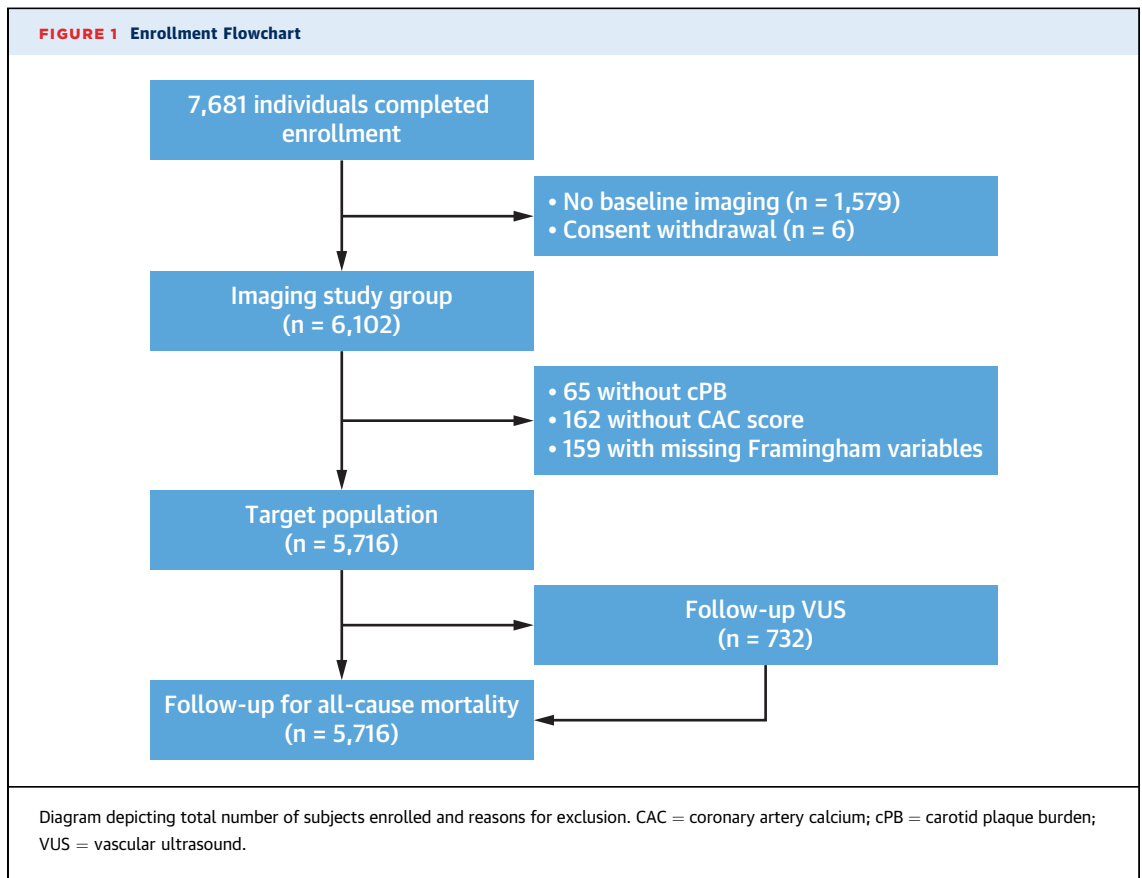 FIGURE 1 Enrollment Flowchart
7,681 individuals completed
enrollment
• No baseline imaging (n = 1,579)
• Consent withdrawal (n = 6)
Imaging study group
(n = 6,102)
• 65 without cPB
• 162 without CAC score
• 159 with missing Framingham variables
Target population
(n = 5,716)
Follow-up VUS
(n = 732)
Follow-up for all-cause mortality
(n = 5,716)
Diagram depicting total number of subjects enrolled and reasons for exclusion. CAC = coronary artery calcium; cPB = carotid plaque burden;
VUS = vascular ultrasound.